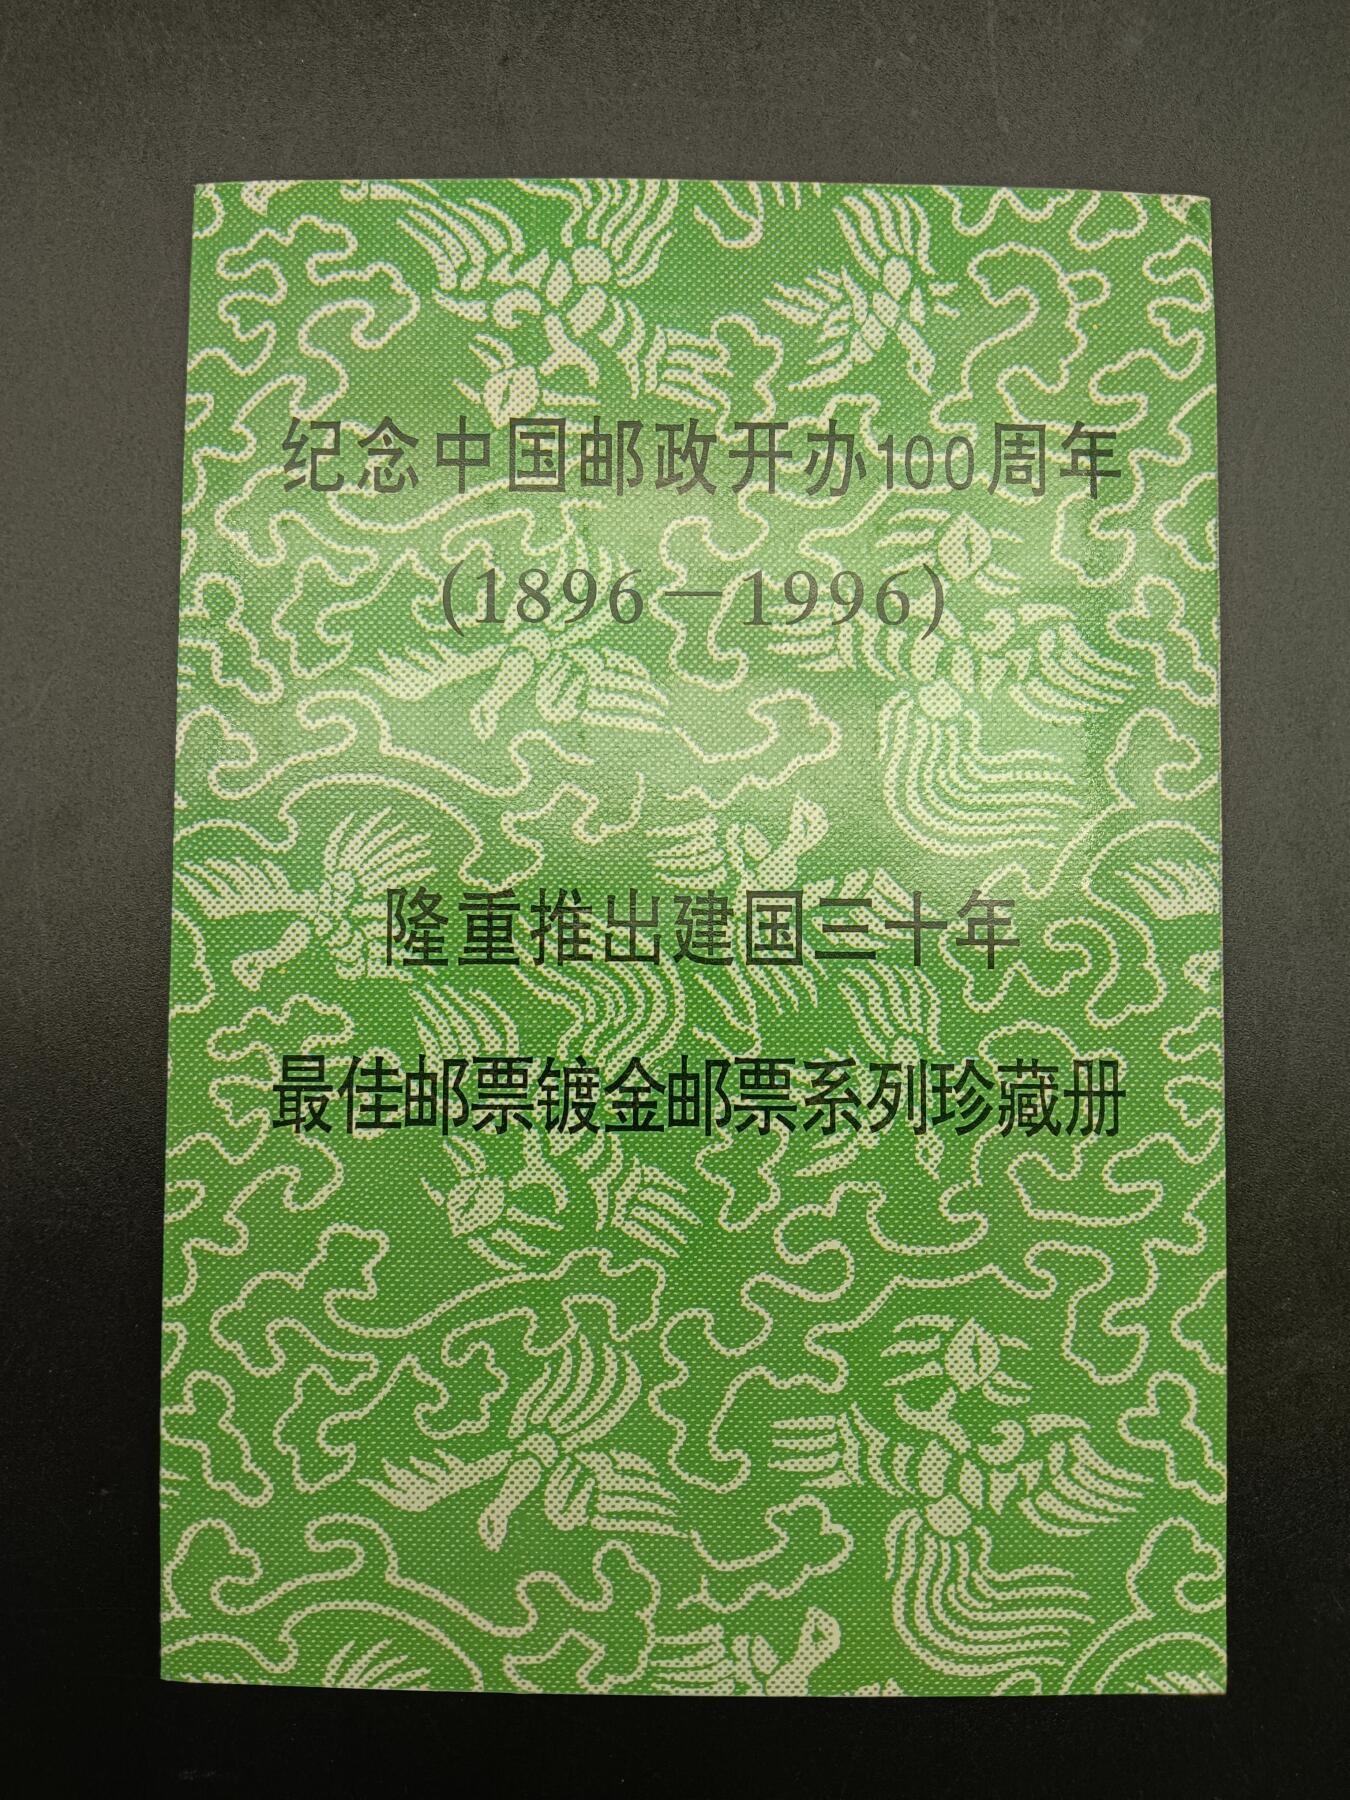 纪念中国邮政开办100周年
(1896－1996)
隆重推出建国三十年
最佳邮票镀金邮票系列珍藏册